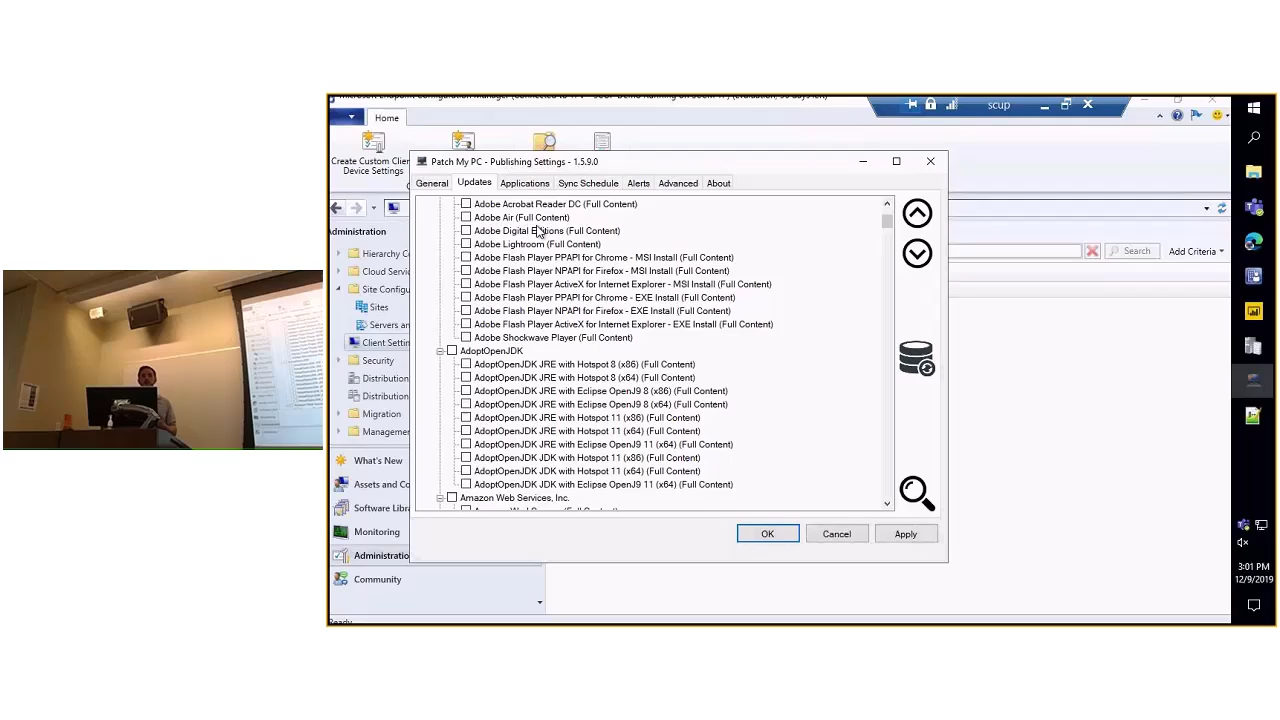 scup
Home
Create Custom Clie
Device Settings
Patch My PC - Publishing Settings - 1.5.9.0
General Updates Applications Sync Schedule Alerts Advanced About
Administration
Hierarchy C
Cloud Servic
Site Configu
Sites
Servers an
Client Settin
Security
Distribution
Distribution
Migration
Managemen
What's New
Assets and Co
Software Libra
Monitoring
Administratio
Community
Adobe Acrobat Reader DC (Full Content)
Adobe Air (Full Content)
Adobe Digital Editions (Full Content)
Adobe Lightroom (Full Content)
Adobe Flash Player PPAPI for Chrome - MSI Install (Full Content)
Adobe Flash Player NPAPI for Firefox - MSI Install (Full Content)
Adobe Flash Player ActiveX for Internet Explorer - MSI Install (Full Content)
Adobe Flash Player PPAPI for Chrome - EXE Install (Full Content)
Adobe Flash Player NPAPI for Firefox - EXE Install (Full Content)
Adobe Flash Player ActiveX for Internet Explorer - EXE Install (Full Content)
Adobe Shockwave Player (Full Content)
AdoptOpenJDK
AdoptOpenJDK JRE with Hotspot 8 (x86) (Full Content)
AdoptOpenJDK JRE with Hotspot 8 (x64) (Full Content)
AdoptOpenJDK JRE with Eclipse OpenJ9 8 (x86) (Full Content)
AdoptOpenJDK JRE with Eclipse OpenJ9 8 (x64) (Full Content)
AdoptOpenJDK JRE with Hotspot 11 (x86) (Full Content)
AdoptOpenJDK JRE with Hotspot 11 (x64) (Full Content)
AdoptOpenJDK JRE with Eclipse OpenJ9 11 (x64) (Full Content)
AdoptOpenJDK JDK with Hotspot 11 (x86) (Full Content)
AdoptOpenJDK JDK with Hotspot 11 (x64) (Full Content)
AdoptOpenJDK JDK with Eclipse OpenJ9 11 (x64) (Full Content)
Amazon Web Services, Inc.
OK Cancel Apply
Search Add Criteria
3:01 PM
12/9/2019